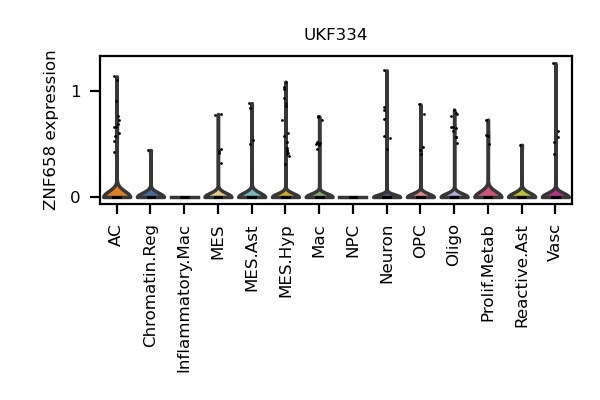 UKF334
ZNF658 expression
1
0
AC
Chromatin.Reg
Inflammatory.Mac
MES
MES.Ast
MES.Hyp
Mac
NPC
Neuron
OPC
Oligo
Prolif.Metab
Reactive.Ast
Vasc